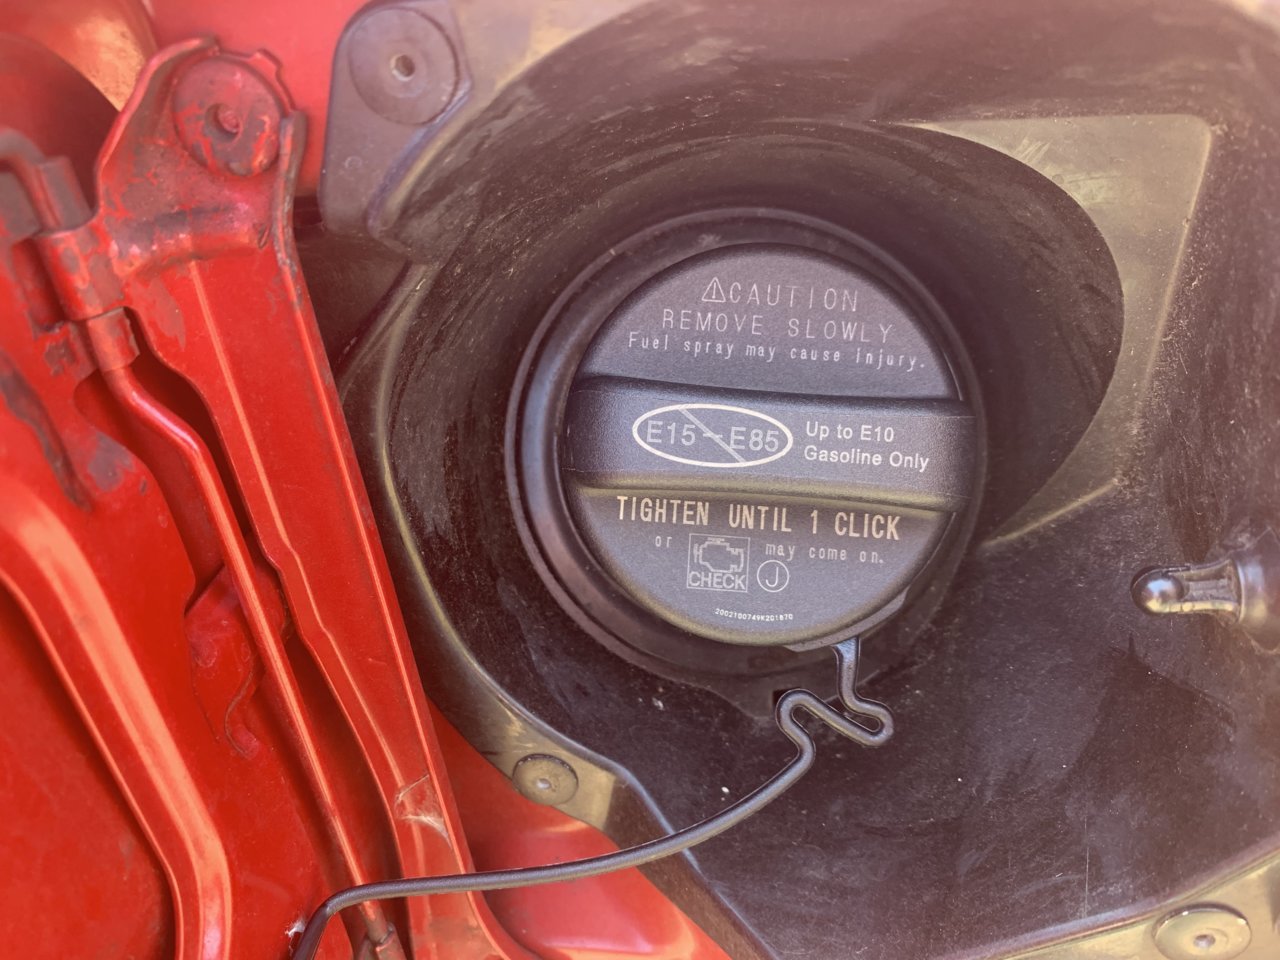 ⚠CAUTION
REMOVE SLOWLY
Fuel spray may cause injury.
E15-E85
Up to E10
Gasoline Only
TIGHTEN UNTIL 1 CLICK
or CHECK may come on.
J
2002T00749K201870